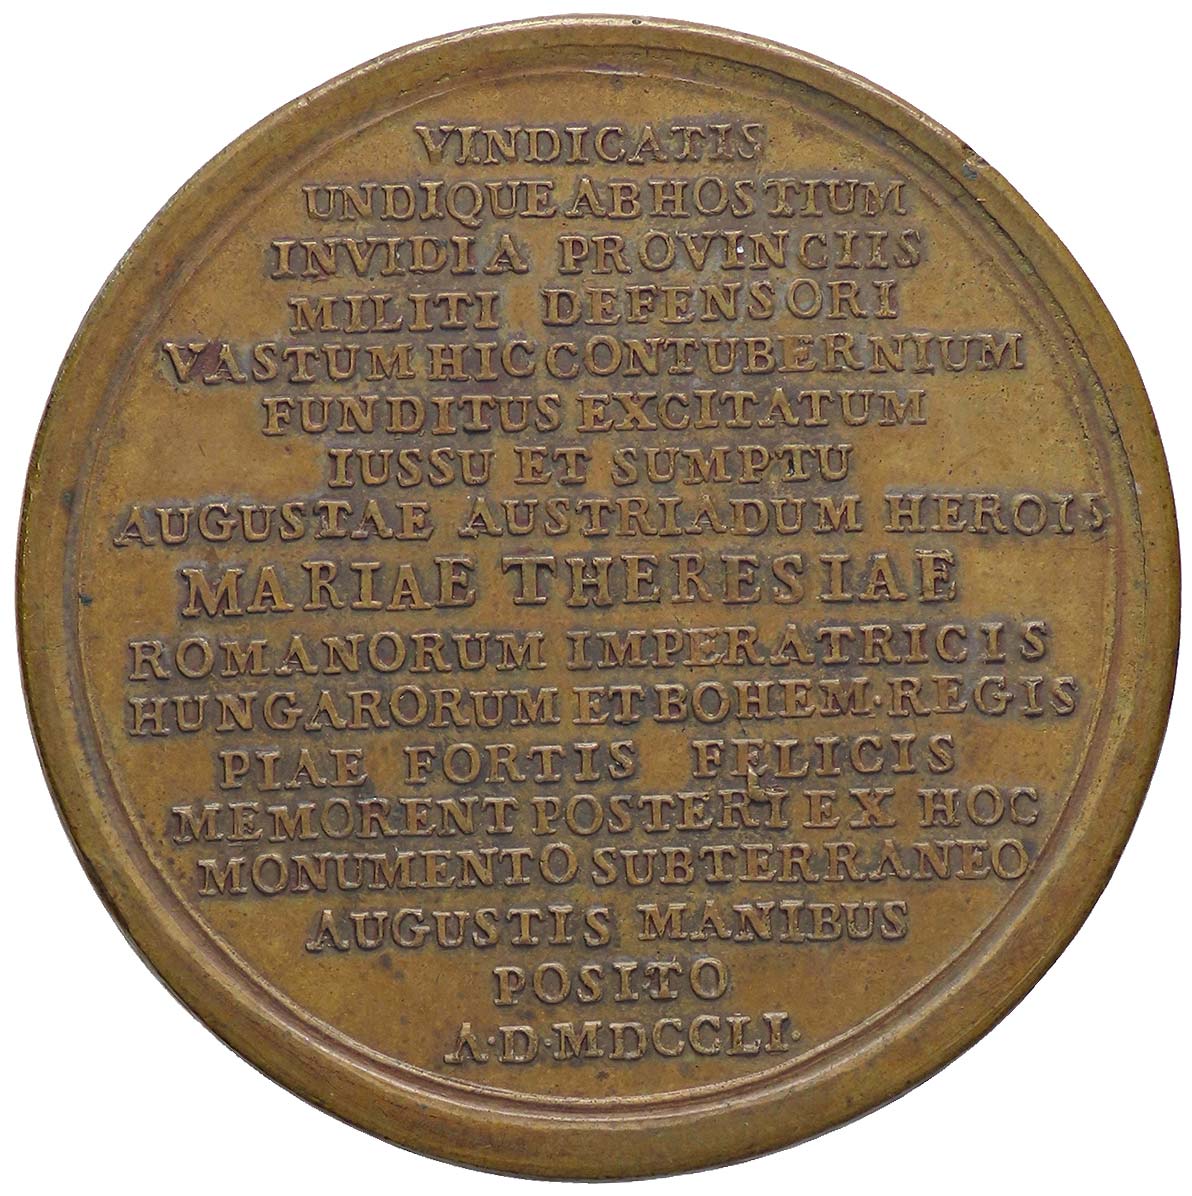 VINDICATIS
UNDIQUE AB HOSTIUM
INVIDIA PROVINCIIS
MILITI DEFENSORI
VASTUM HIC CONTUBERNIUM
FUNDITUS EXCITATUM
IUSSU ET SUMPTU
AUGUSTAE AUSTRIADUM HEROIS
MARIAE THERESIAE
ROMANORUM IMPERATRICIS
HUNGARORUM ET BOHEM·REGIS
PIAE FORTIS FELICIS
MEMORENT POSTERI EX HOC
MONUMENTO SUBTERRANEO
AUGUSTIS MANIBUS
POSITO
A·D·MDCCLI·